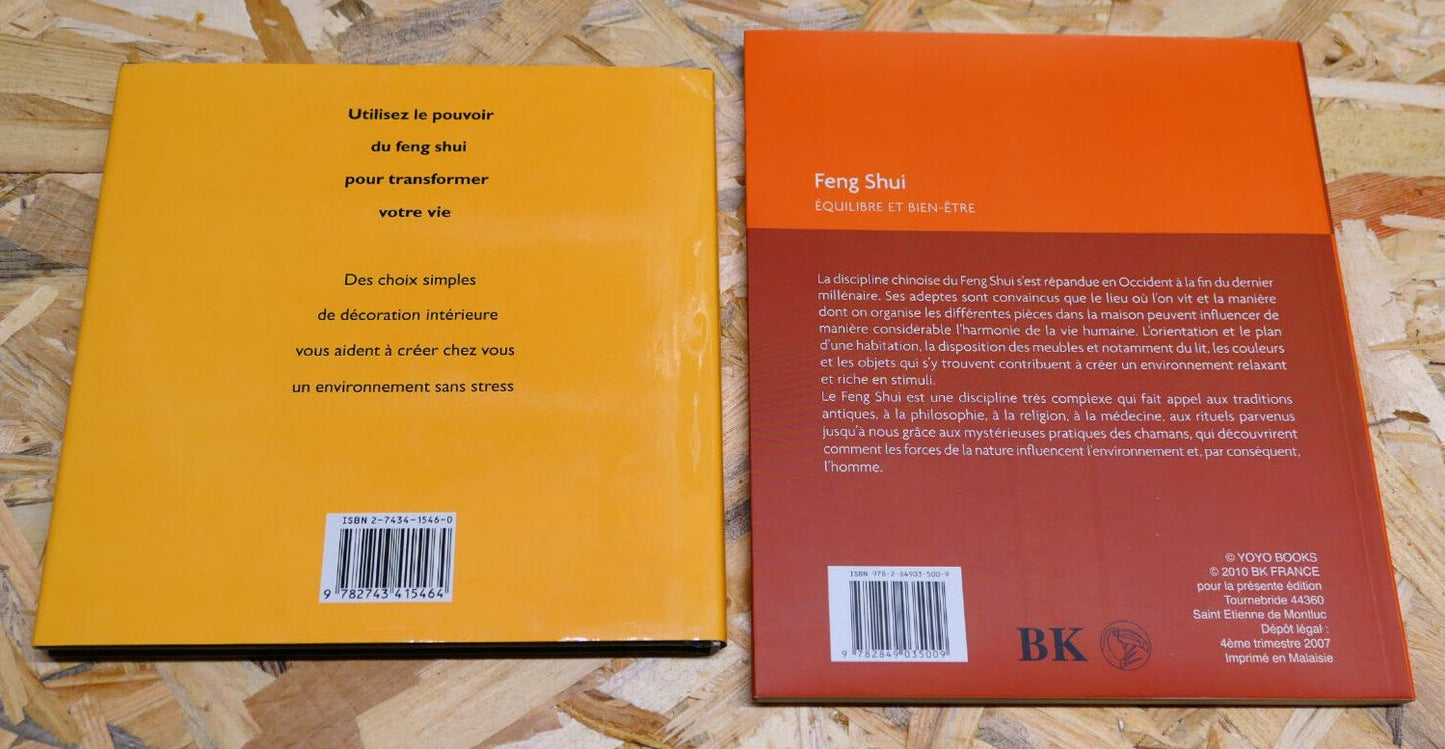 Utilisez le pouvoir
du feng shui
pour transformer
votre vie
Des choix simples
de décoration intérieure
vous aident à créer chez vous
un environnement sans stress
ISBN 2-7434-1546-0
9 782743 415464
Feng Shui
ÉQUILIBRE ET BIEN-ÊTRE
La discipline chinoise du Feng Shui s'est répandue en Occident à la fin du dernier
millénaire. Ses adeptes sont convaincus que le lieu où l'on vit et la manière
dont on organise les différentes pièces dans la maison peuvent influencer de
manière considérable l'harmonie de la vie humaine. L'orientation et le plan
d'une habitation, la disposition des meubles et notamment du lit, les couleurs
et les objets qui s'y trouvent contribuent à créer un environnement relaxant
et riche en stimuli.
Le Feng Shui est une discipline très complexe qui fait appel aux traditions
antiques, à la philosophie, à la religion, à la médecine, aux rituels parvenus
jusqu'à nous grâce aux mystérieuses pratiques des chamans, qui découvrirent
comment les forces de la nature influencent l'environnement et, par conséquent,
l'homme.
ISBN 978-2-84903-500-9
9 782849 035009
BK
© YOYO BOOKS
© 2010 BK FRANCE
pour la présente édition
Tournebride 44360
Saint Etienne de Montluc
Dépôt légal :
4ème trimestre 2007
Imprimé en Malaisie